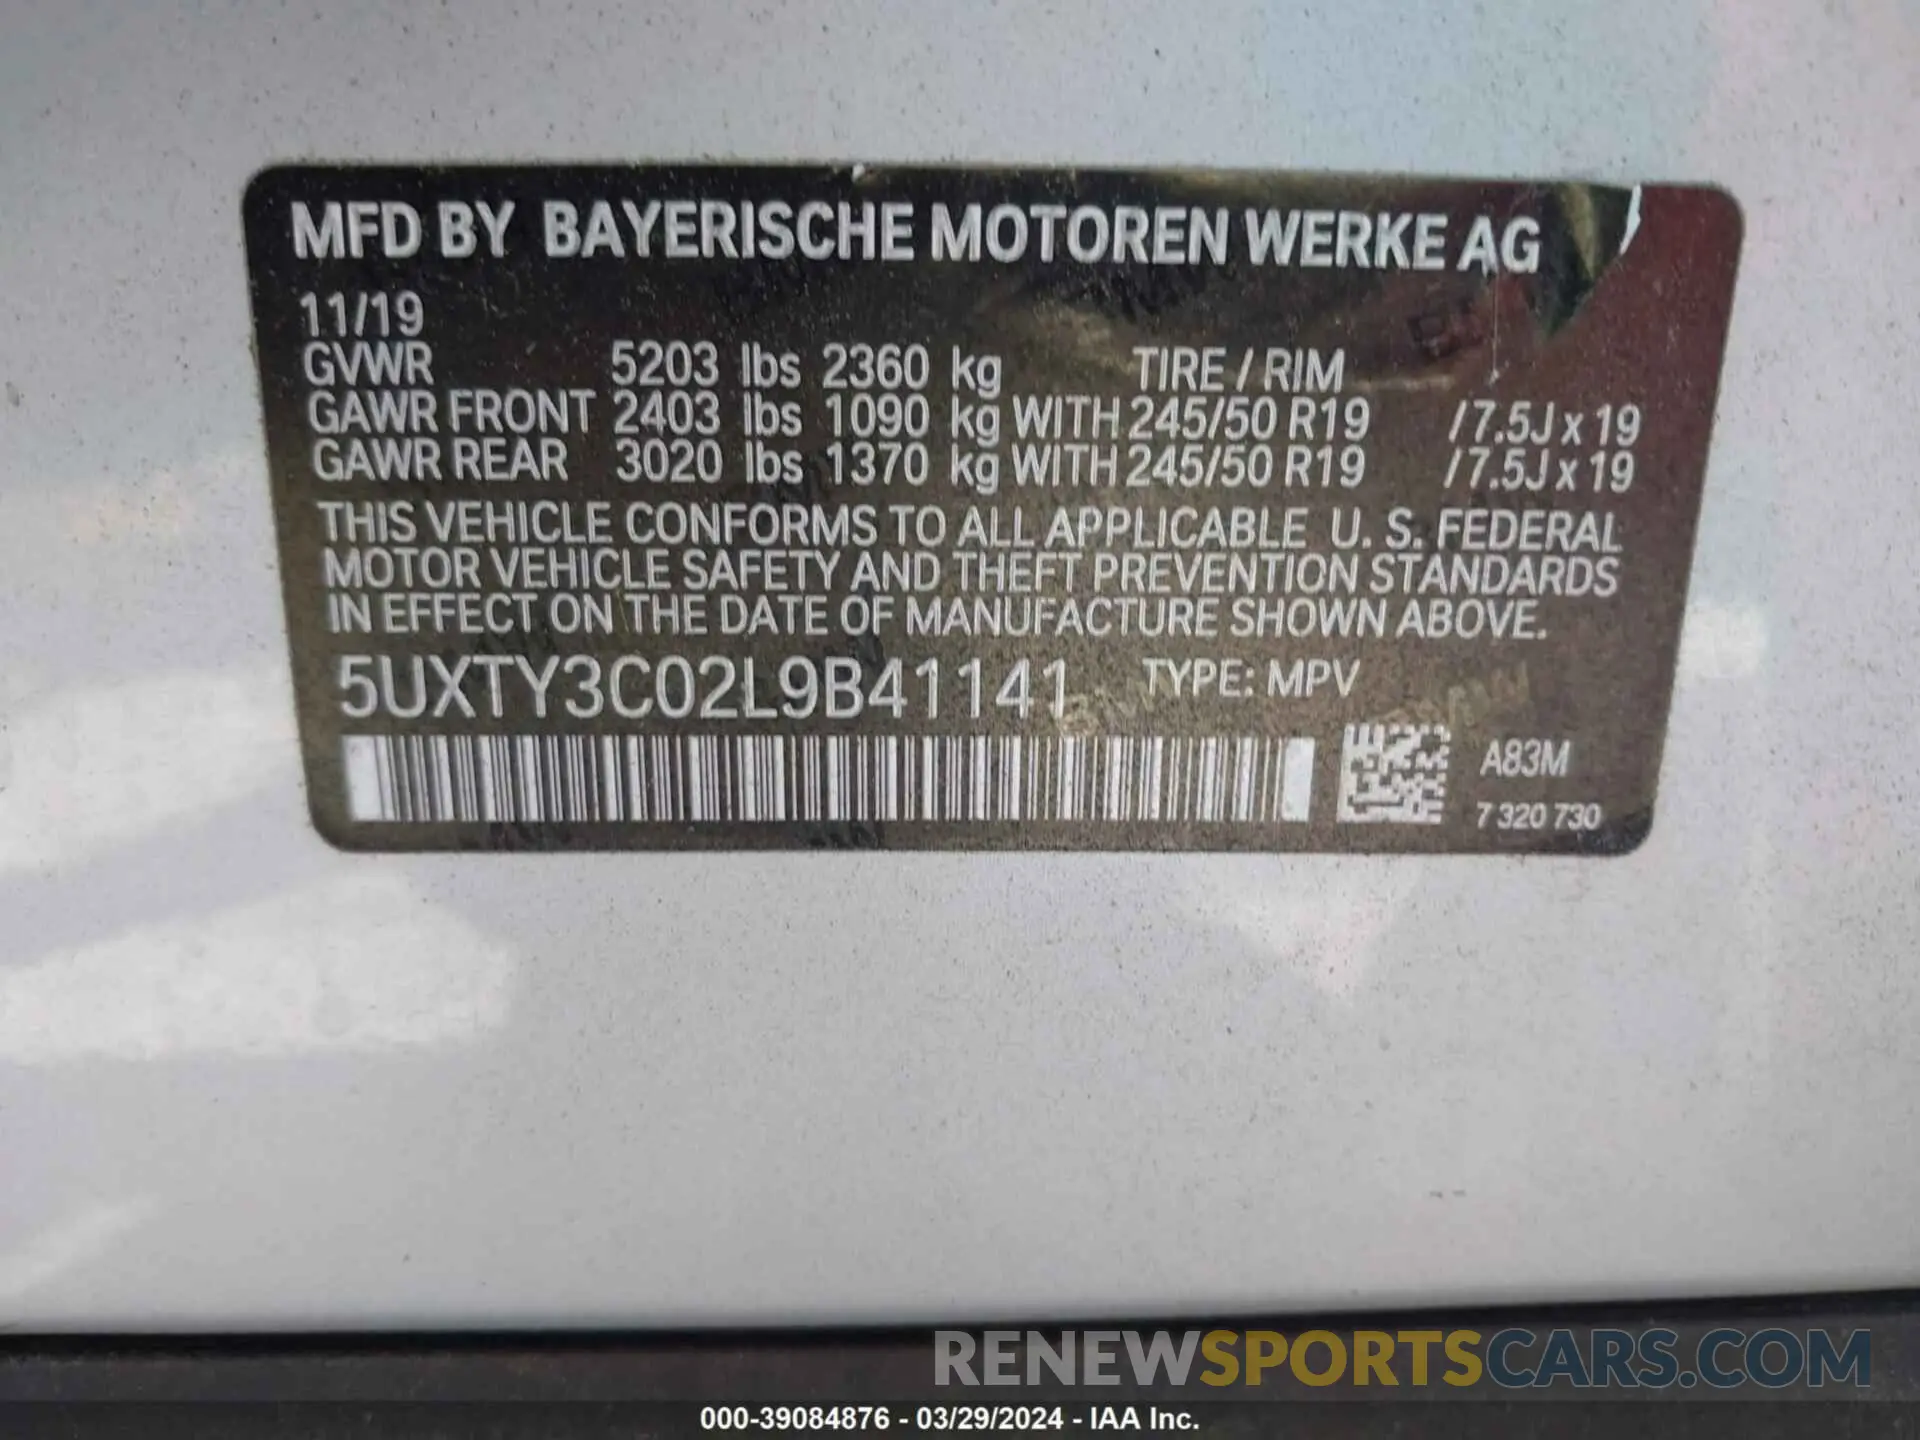 MFD BY BAYERISCHE MOTOREN WERKE AG
11/19
GVWR 5203 lbs 2360 kg TIRE / RIM
GAWR FRONT 2403 lbs 1090 kg WITH 245/50 R19 /7.5J x 19
GAWR REAR 3020 lbs 1370 kg WITH 245/50 R19 /7.5J x 19
THIS VEHICLE CONFORMS TO ALL APPLICABLE U. S. FEDERAL
MOTOR VEHICLE SAFETY AND THEFT PREVENTION STANDARDS
IN EFFECT ON THE DATE OF MANUFACTURE SHOWN ABOVE.
5UXTY3C02L9B41141 TYPE: MPV
A83M
7 320 730
RENEWSPORTSCARS.COM
000-39084876 - 03/29/2024 - IAA Inc.